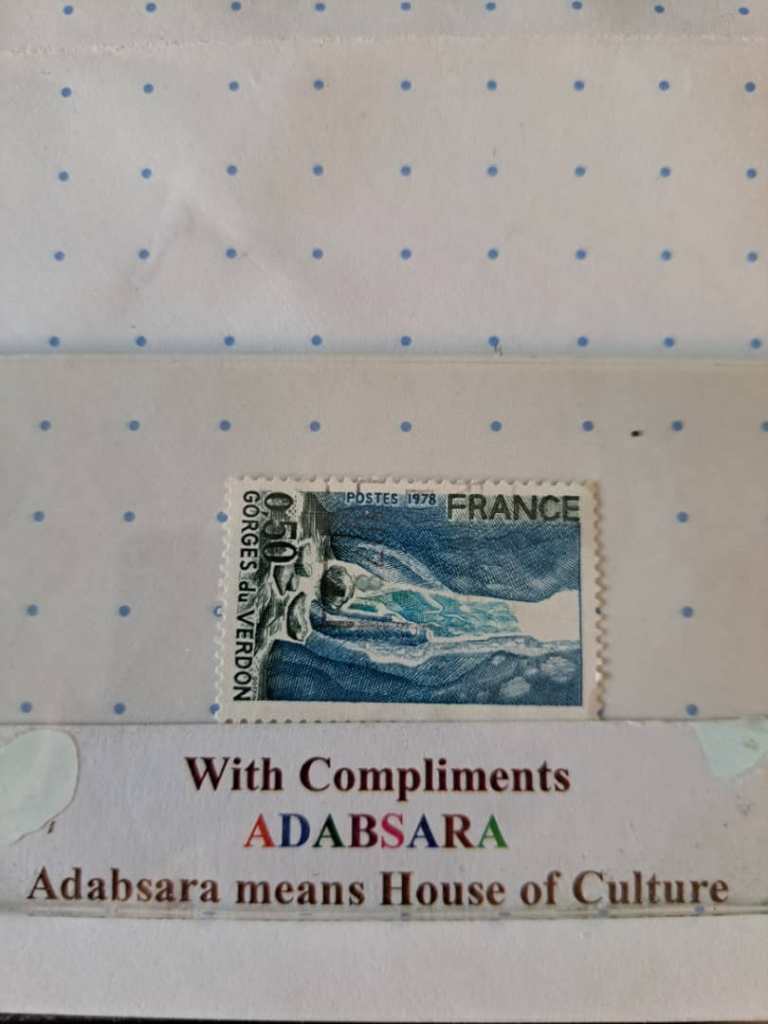 POSTES 1978 FRANCE
0,50
GORGES du VERDON
With Compliments
ADABSARA
Adabsara means House of Culture